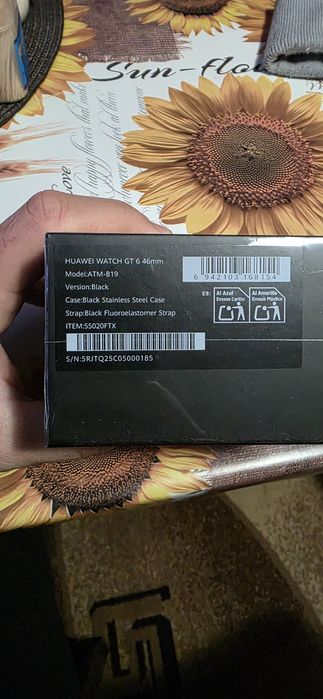 Sun-flo
love
HUAWEI WATCH GT 6 46mm
Model:ATM-B19
Version:Black
Case:Black Stainless Steel Case
Strap:Black Fluoroelastomer Strap
ITEM:55020FTX
S/N:5RJTQ25C05000185
6 942103 168154
ES:
Al Azul
Envase Cartón
Al Amarillo
Envase Plástico